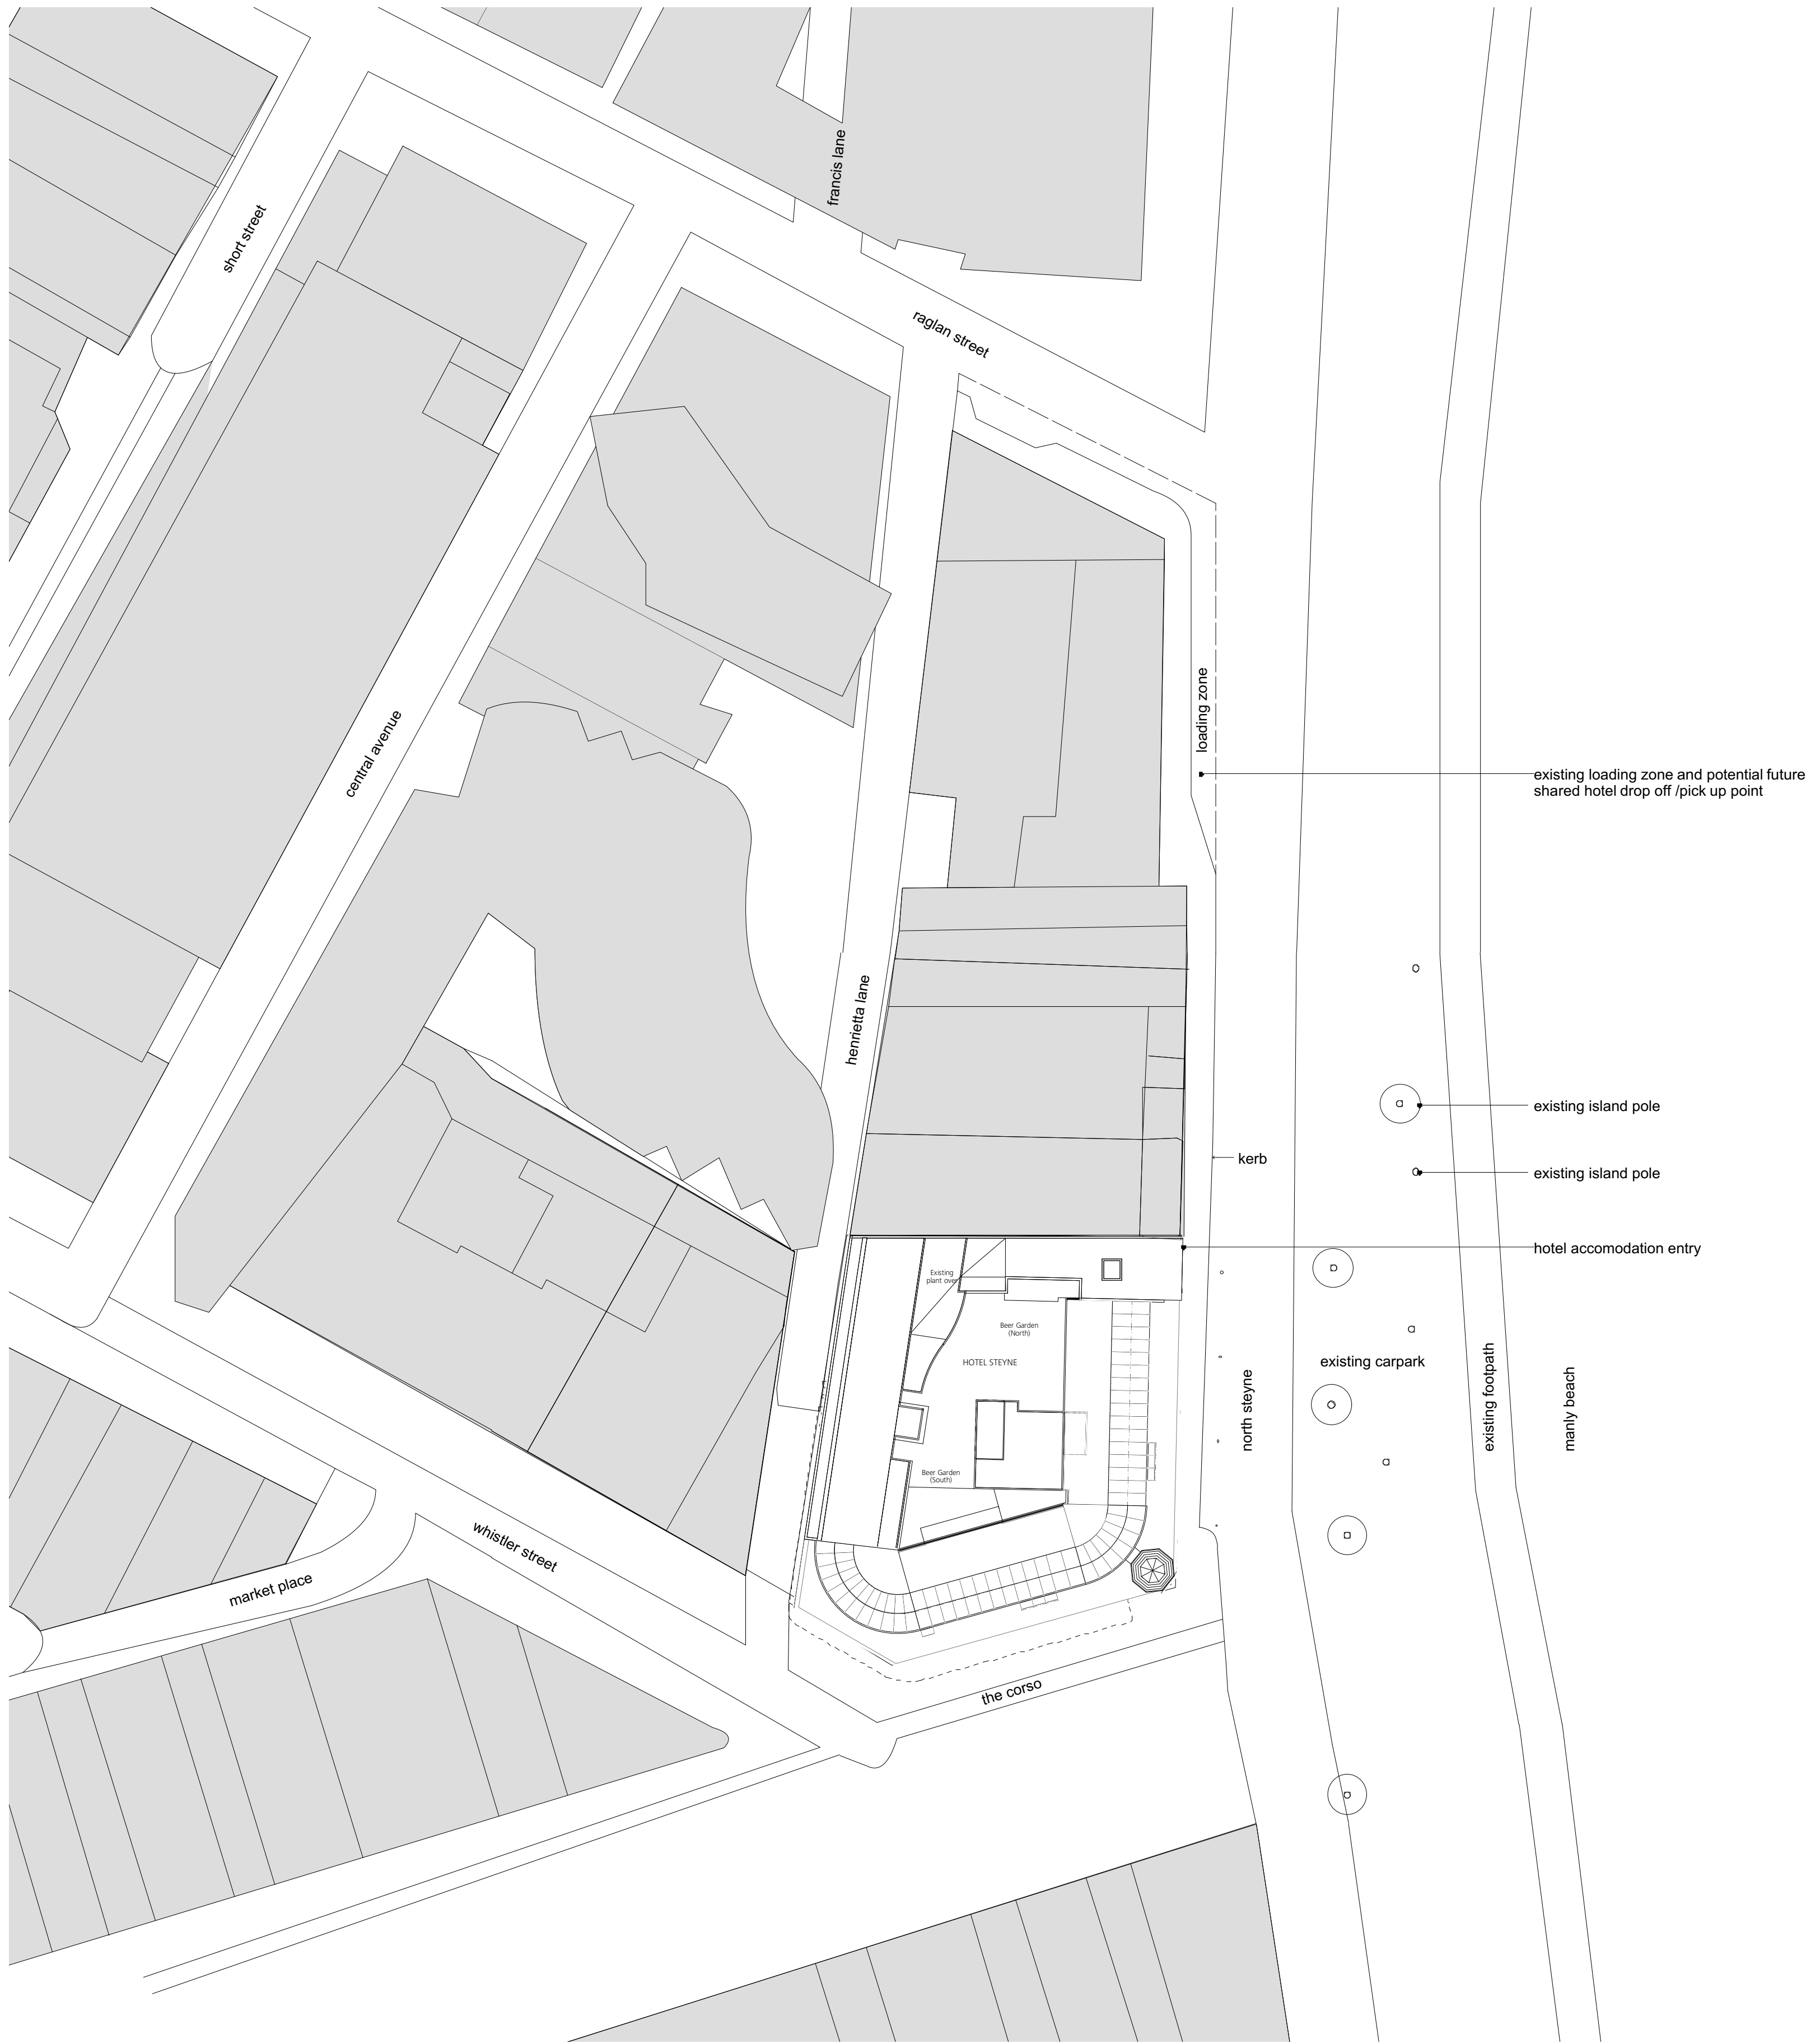 francis lane
short street
raglan street
loading zone
central avenue
existing loading zone and potential future
shared hotel drop off /pick up point
henrietta lane
existing island pole
kerb
existing island pole
hotel accomodation entry
Existing
plant over
Beer Garden
(North)
HOTEL STEYNE
existing carpark
north steyne
existing footpath
manly beach
Beer Garden
(South)
whistler street
market place
the corso